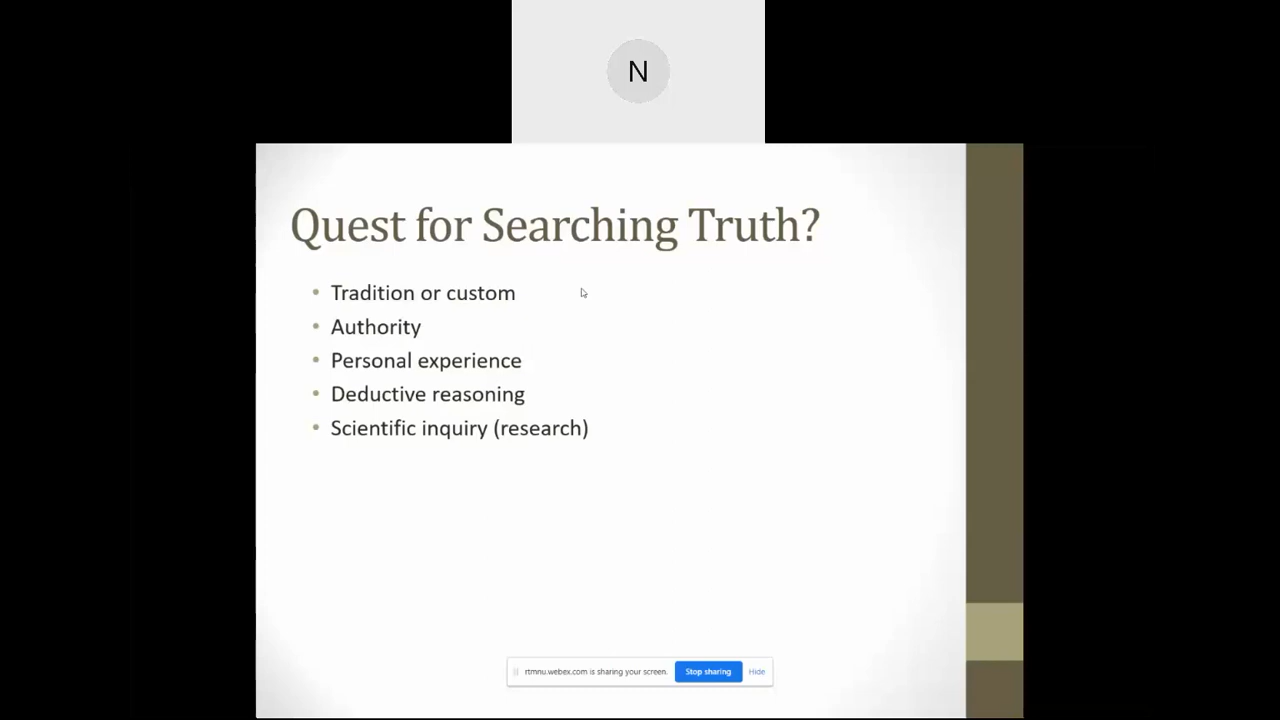 N
Quest for Searching Truth?
• Tradition or custom
• Authority
• Personal experience
• Deductive reasoning
• Scientific inquiry (research)
rtmnu.webex.com is sharing your screen. Stop sharing Hide